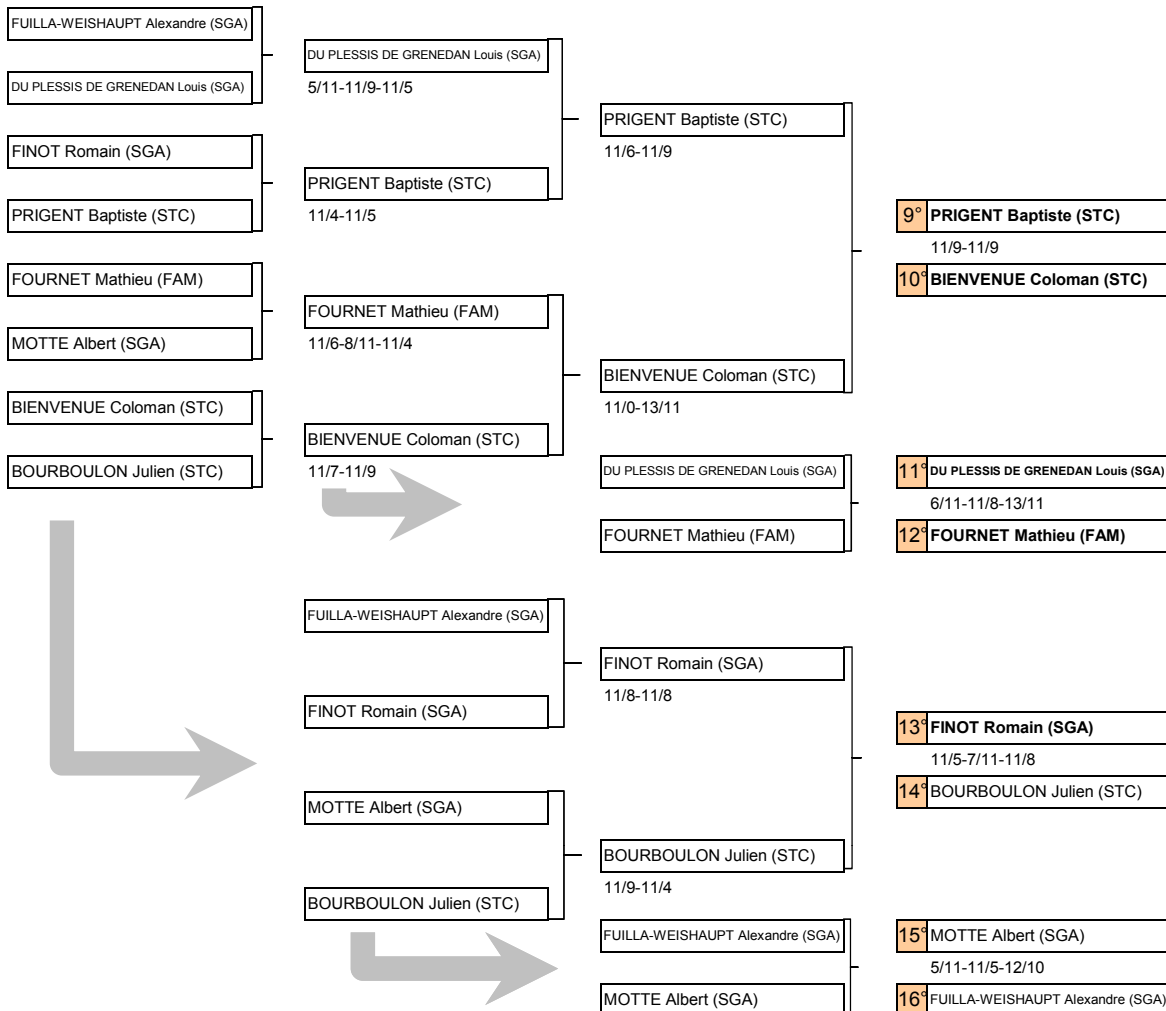 FUILLA-WEISHAUPT Alexandre (SGA)
DU PLESSIS DE GRENEDAN Louis (SGA)
FINOT Romain (SGA)
PRIGENT Baptiste (STC)
FOURNET Mathieu (FAM)
MOTTE Albert (SGA)
BIENVENUE Coloman (STC)
BOURBOULON Julien (STC)
DU PLESSIS DE GRENEDAN Louis (SGA)
5/11-11/9-11/5
PRIGENT Baptiste (STC)
11/4-11/5
FOURNET Mathieu (FAM)
11/6-8/11-11/4
BIENVENUE Coloman (STC)
11/7-11/9
PRIGENT Baptiste (STC)
11/6-11/9
BIENVENUE Coloman (STC)
11/0-13/11
9° PRIGENT Baptiste (STC)
11/9-11/9
10° BIENVENUE Coloman (STC)
DU PLESSIS DE GRENEDAN Louis (SGA)
FOURNET Mathieu (FAM)
11° DU PLESSIS DE GRENEDAN Louis (SGA)
6/11-11/8-13/11
12° FOURNET Mathieu (FAM)
FUILLA-WEISHAUPT Alexandre (SGA)
FINOT Romain (SGA)
MOTTE Albert (SGA)
BOURBOULON Julien (STC)
FINOT Romain (SGA)
11/8-11/8
BOURBOULON Julien (STC)
11/9-11/4
13° FINOT Romain (SGA)
11/5-7/11-11/8
14° BOURBOULON Julien (STC)
FUILLA-WEISHAUPT Alexandre (SGA)
MOTTE Albert (SGA)
15° MOTTE Albert (SGA)
5/11-11/5-12/10
16° FUILLA-WEISHAUPT Alexandre (SGA)